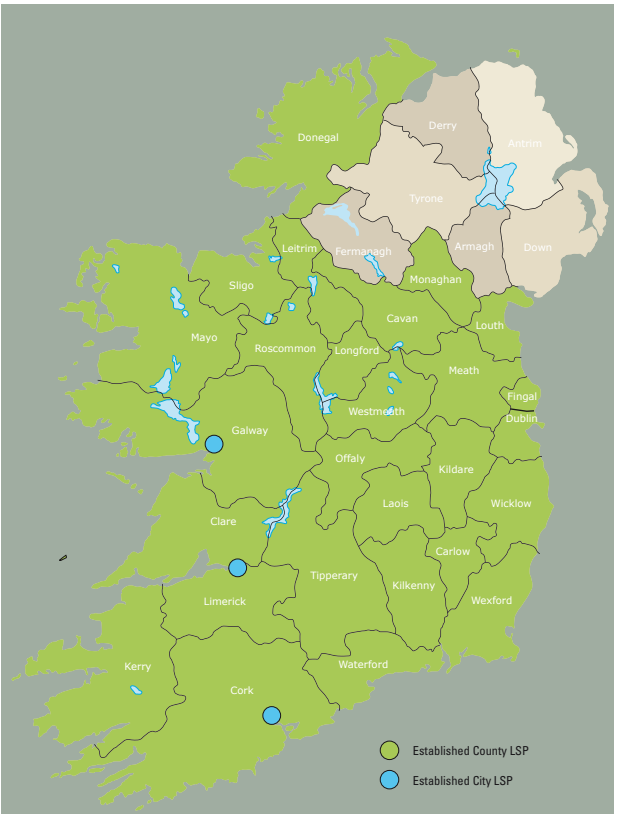 Donegal
Derry
Antrim
Tyrone
Fermanagh
Armagh
Down
Leitrim
Monaghan
Sligo
Cavan
Louth
Mayo
Roscommon
Longford
Meath
Fingal
Westmeath
Dublin
Galway
Offaly
Kildare
Laois
Wicklow
Clare
Carlow
Tipperary
Kilkenny
Limerick
Wexford
Kerry
Waterford
Cork
Established County LSP
Established City LSP